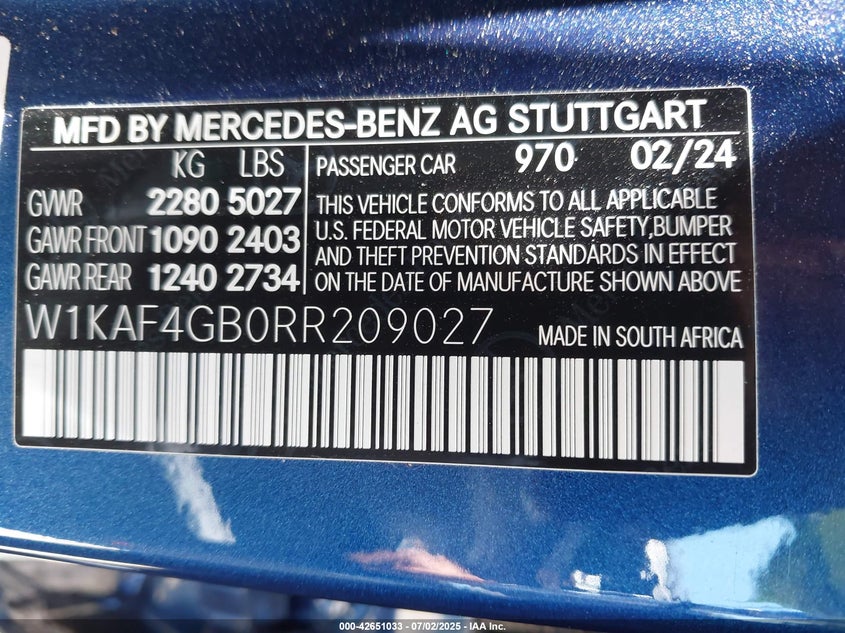 MFD BY MERCEDES-BENZ AG STUTTGART
KG LBS
GVWR 2280 5027
GAWR FRONT 1090 2403
GAWR REAR 1240 2734
PASSENGER CAR 970 02/24
THIS VEHICLE CONFORMS TO ALL APPLICABLE
U.S. FEDERAL MOTOR VEHICLE SAFETY,BUMPER
AND THEFT PREVENTION STANDARDS IN EFFECT
ON THE DATE OF MANUFACTURE SHOWN ABOVE
W1KAF4GB0RR209027 MADE IN SOUTH AFRICA
000-42651033 - 07/02/2025 - IAA Inc.